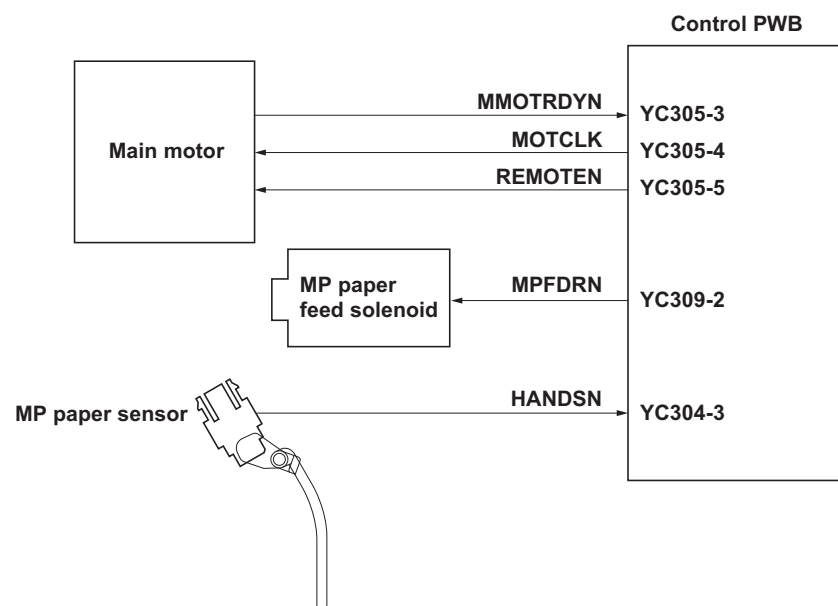 Control PWB
MMOTRDYN
YC305-3
Main motor
MOTCLK
YC305-4
REMOTEN
YC305-5
MP paper
feed solenoid
MPFDRN
YC309-2
MP paper sensor
HANDSN
YC304-3